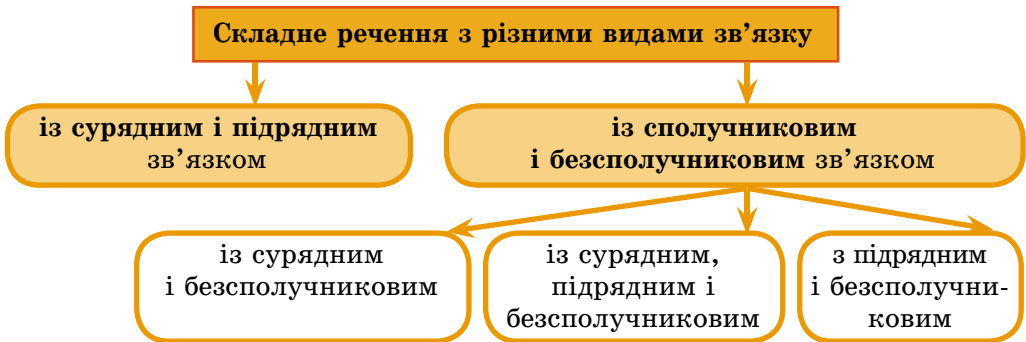 Складне речення з різними видами зв’язку
із сурядним і підрядним
зв’язком
із сполучниковим
і безсполучниковим зв’язком
із сурядним
і безсполучниковим
із сурядним,
підрядним і
безсполучниковим
з підрядним
і безсполучни-
ковим